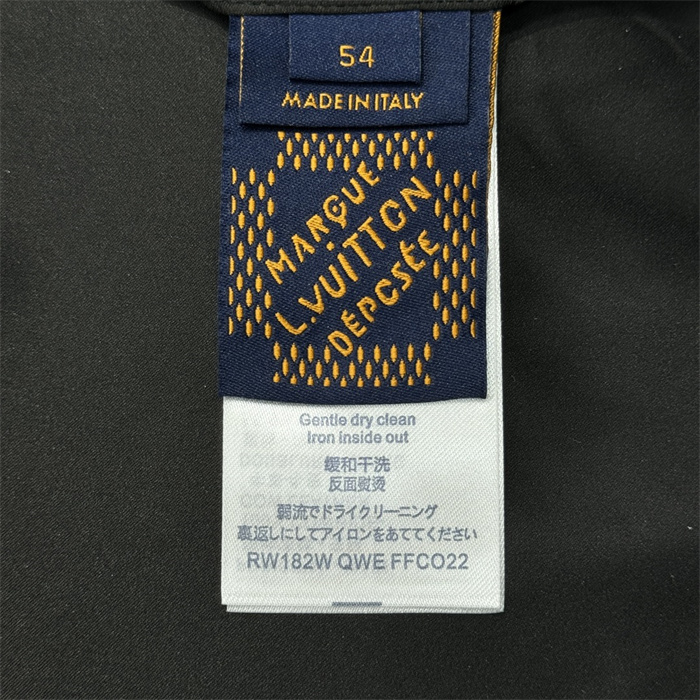 54
MADE IN ITALY
MARQUE
L.VUITTON
DÉPOSÉE
Gentle dry clean
Iron inside out
缓和干洗
反面熨烫
弱流でドライクリーニング
裏返しにしてアイロンをあててください
RW182W QWE FFCO22